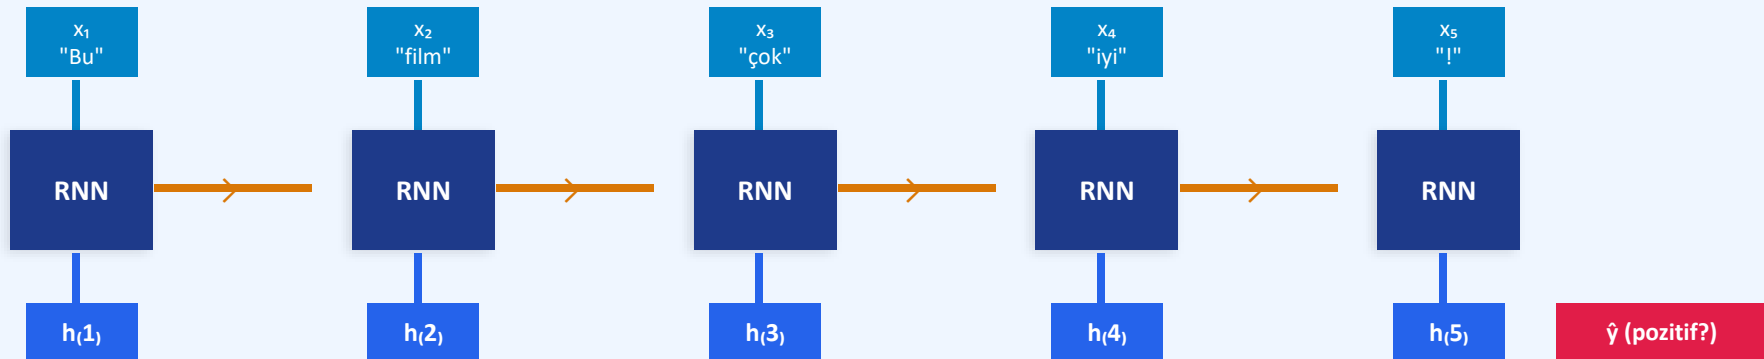 x₁
"Bu"
x₂
"film"
x₃
"çok"
x₄
"iyi"
x₅
"!"
RNN
RNN
RNN
RNN
RNN
h₍1₎
h₍2₎
h₍3₎
h₍4₎
h₍5₎
ŷ (pozitif?)